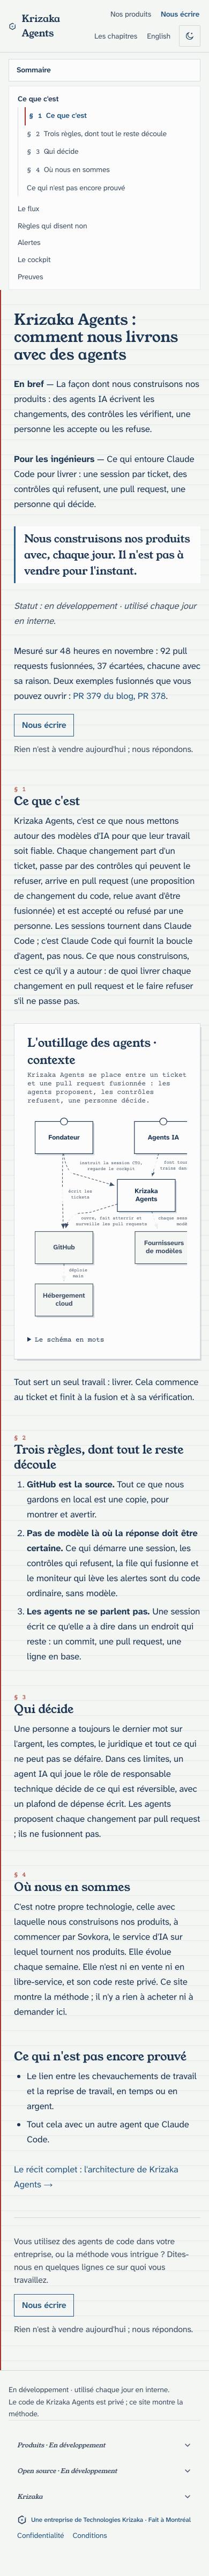 Krizaka
Agents
Nos produits Nous écrire
Les chapitres English
Sommaire
Ce que c'est
§ 1 Ce que c'est
§ 2 Trois règles, dont tout le reste découle
§ 3 Qui décide
§ 4 Où nous en sommes
Ce qui n'est pas encore prouvé
Le flux
Règles qui disent non
Alertes
Le cockpit
Preuves
Krizaka Agents :
comment nous livrons
avec des agents
En bref — La façon dont nous construisons nos
produits : des agents IA écrivent les
changements, des contrôles les vérifient, une
personne les accepte ou les refuse.
Pour les ingénieurs — Ce qui entoure Claude
Code pour livrer : une session par ticket, des
contrôles qui refusent, une pull request, une
personne qui décide.
Nous construisons nos produits
avec, chaque jour. Il n'est pas à
vendre pour l'instant.
Statut : en développement · utilisé chaque jour
en interne.
Mesuré sur 48 heures en novembre : 92 pull
requests fusionnées, 37 écartées, chacune avec
sa raison. Deux exemples fusionnés que vous
pouvez ouvrir : PR 379 du blog, PR 378.
Nous écrire
Rien n'est à vendre aujourd'hui ; nous répondons.
§ 1
Ce que c'est
Krizaka Agents, c'est ce que nous mettons
autour des modèles d'IA pour que leur travail
soit fiable. Chaque changement part d'un
ticket, passe par des contrôles qui peuvent le
refuser, arrive en pull request (une proposition
de changement du code, relue avant d'être
fusionnée) et est accepté ou refusé par une
personne. Les sessions tournent dans Claude
Code ; c'est Claude Code qui fournit la boucle
d'agent, pas nous. Ce que nous construisons,
c'est ce qu'il y a autour : de quoi livrer chaque
changement en pull request et le faire refuser
s'il ne passe pas.
L'outillage des agents ·
contexte
Krizaka Agents se place entre un ticket
et une pull request fusionnée : les
agents proposent, les contrôles
refusent, une personne décide.
Fondateur
Agents IA
instruit la session CTO,
regarde le cockpit
font tour
écrit les
tickets
Krizaka
Agents
ouvre, fait atterrir et
surveille les pull requests
GitHub
Fournisseurs
de modèles
déploie
main
Hébergement
cloud
▶ Le schéma en mots
Tout sert un seul travail : livrer. Cela commence
au ticket et finit à la fusion et à sa vérification.
§ 2
Trois règles, dont tout le reste
découle
1. GitHub est la source. Tout ce que nous
gardons en local est une copie, pour
montrer et avertir.
2. Pas de modèle là où la réponse doit être
certaine. Ce qui démarre une session, les
contrôles qui refusent, la file qui fusionne et
le moniteur qui lève les alertes sont du code
ordinaire, sans modèle.
3. Les agents ne se parlent pas. Une session
écrit ce qu'elle a à dire dans un endroit qui
reste : un commit, une pull request, une
ligne en base.
§ 3
Qui décide
Une personne a toujours le dernier mot sur
l'argent, les comptes, le juridique et tout ce qui
ne peut pas se défaire. Dans ces limites, un
agent IA qui joue le rôle de responsable
technique décide de ce qui est réversible, avec
un plafond de dépense écrit. Les agents
proposent chaque changement par pull request
; ils ne fusionnent pas.
§ 4
Où nous en sommes
C'est notre propre technologie, celle avec
laquelle nous construisons nos produits, à
commencer par Sovkora, le service d'IA sur
lequel tournent nos produits. Elle évolue
chaque semaine. Elle n'est ni en vente ni en
libre-service, et son code reste privé. Ce site
montre la méthode ; il n'y a rien à acheter ni à
demander ici.
Ce qui n'est pas encore prouvé
• Le lien entre les chevauchements de travail
et la reprise de travail, en temps ou en
argent.
• Tout cela avec un autre agent que Claude
Code.
Le récit complet : l'architecture de Krizaka
Agents →
Vous utilisez des agents de code dans votre
entreprise, ou la méthode vous intrigue ? Dites-
nous en quelques lignes ce sur quoi vous
travaillez.
Nous écrire
Rien n'est à vendre aujourd'hui ; nous répondons.
En développement · utilisé chaque jour en interne.
Le code de Krizaka Agents est privé ; ce site montre la
méthode.
Produits · En développement
Open source · En développement
Krizaka
Une entreprise de Technologies Krizaka · Fait à Montréal
Confidentialité Conditions